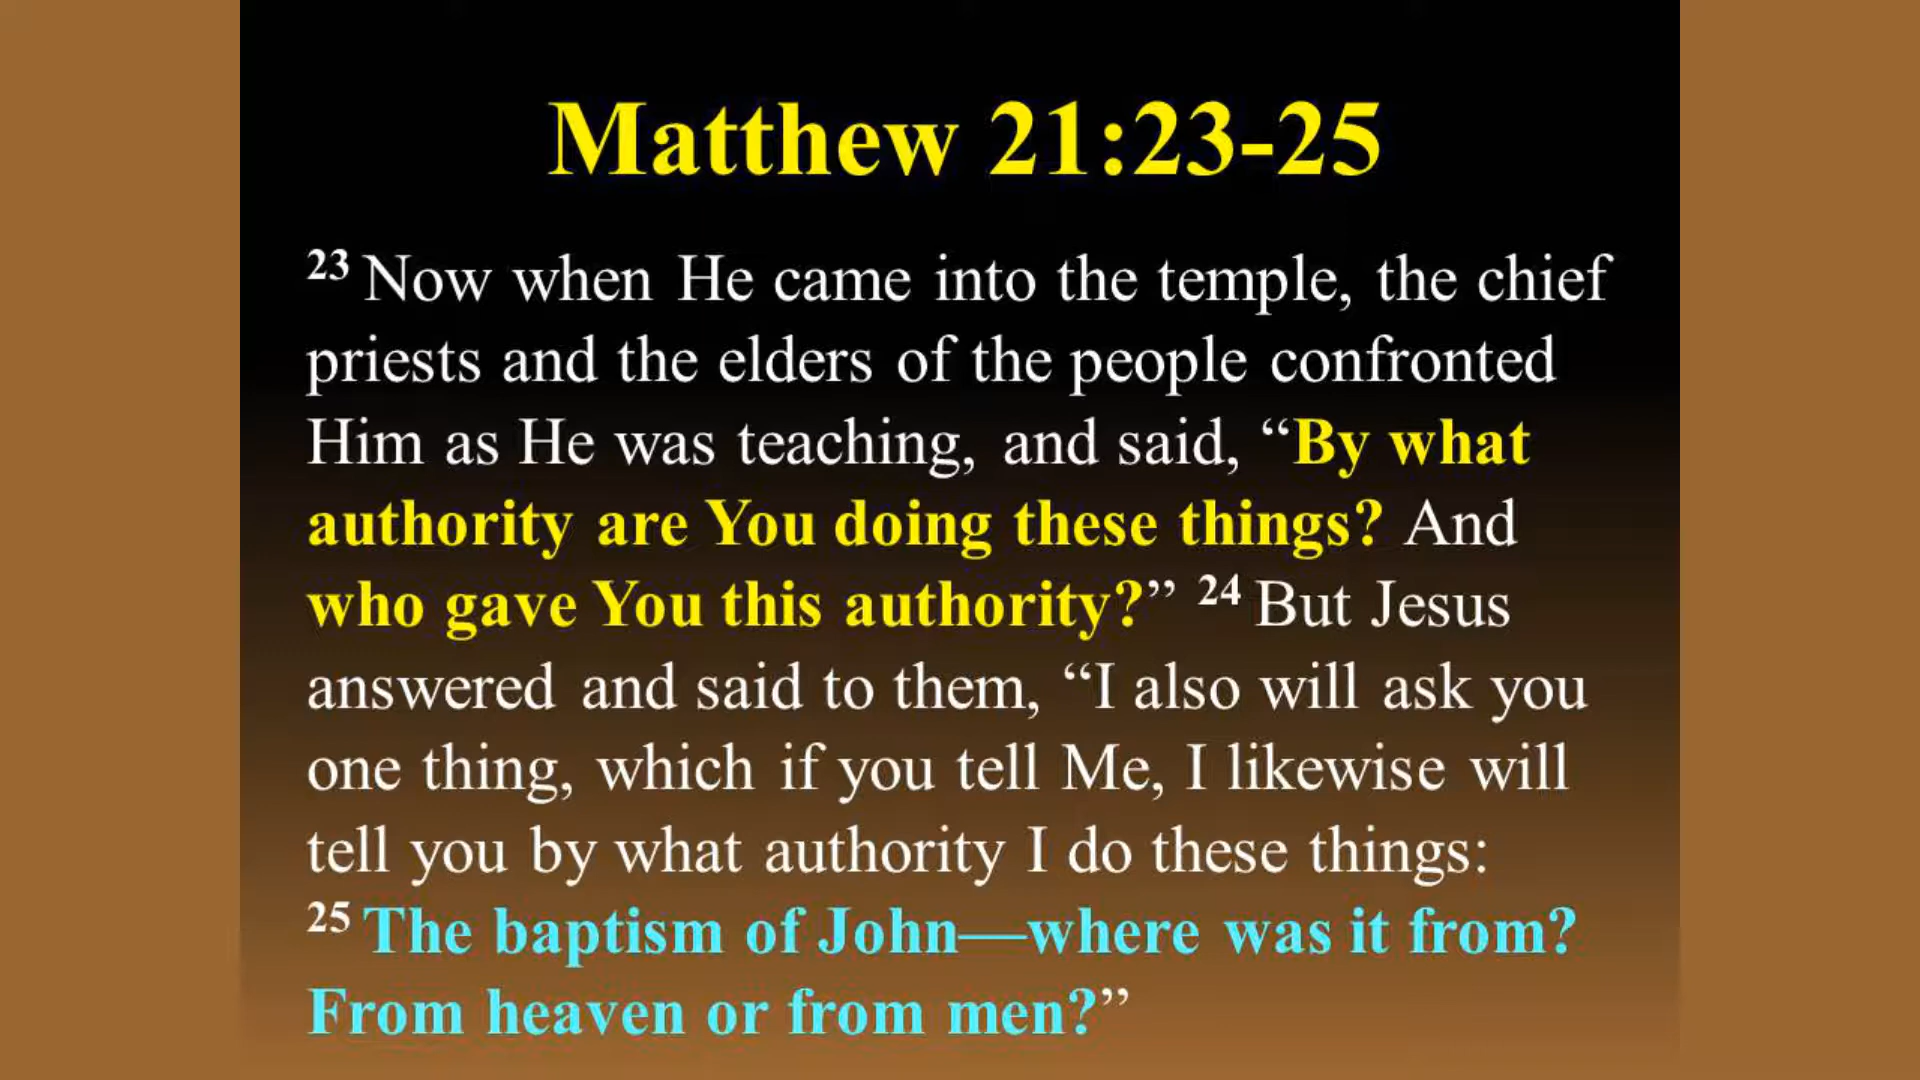 Matthew 21:23-25
23 Now when He came into the temple, the chief
priests and the elders of the people confronted
Him as He was teaching, and said, “By what
authority are You doing these things? And
who gave You this authority?” 24 But Jesus
answered and said to them, “I also will ask you
one thing, which if you tell Me, I likewise will
tell you by what authority I do these things:
25 The baptism of John—where was it from?
From heaven or from men?”